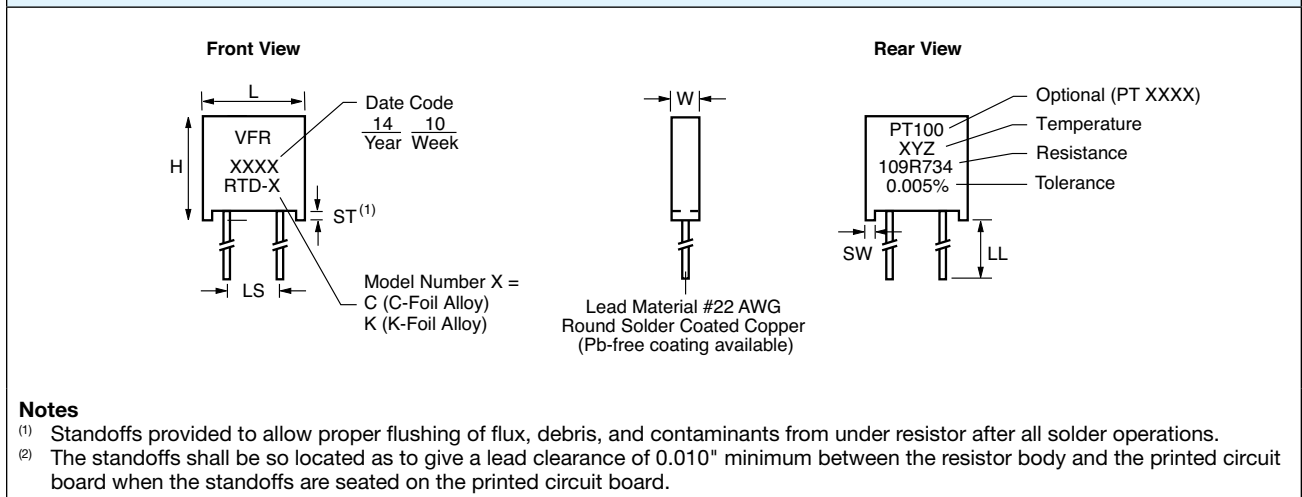 Front View
L
H
VFR
XXXX
RTD-X
ST(1)
LS
Date Code
14 10
Year Week
Model Number X =
C (C-Foil Alloy)
K (K-Foil Alloy)
W
Lead Material #22 AWG
Round Solder Coated Copper
(Pb-free coating available)
Rear View
PT100
XYZ
109R734
0.005%
SW
LL
Optional (PT XXXX)
Temperature
Resistance
Tolerance
Notes
(1) Standoffs provided to allow proper flushing of flux, debris, and contaminants from under resistor after all solder operations.
(2) The standoffs shall be so located as to give a lead clearance of 0.010" minimum between the resistor body and the printed circuit
board when the standoffs are seated on the printed circuit board.